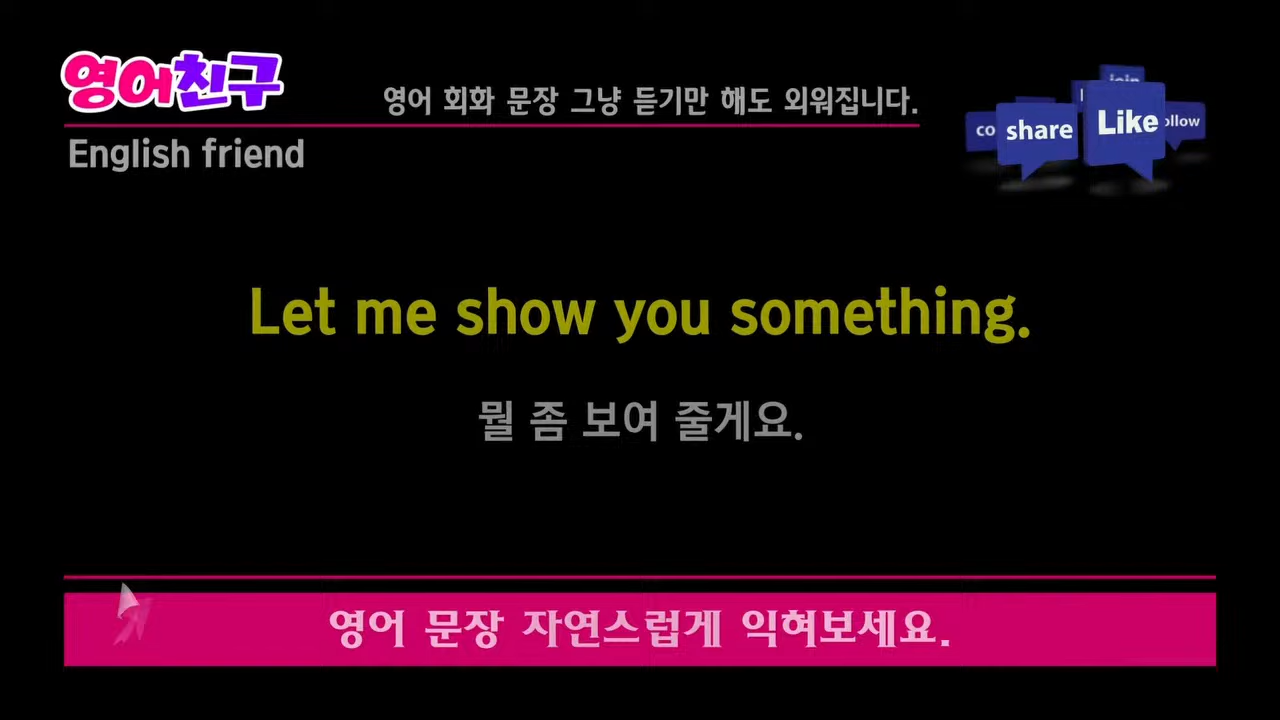 영어친구
영어 회화 문장 그냥 듣기만 해도 외워집니다.
English friend
join
share
Like
Let me show you something.
뭘 좀 보여 줄게요.
영어 문장 자연스럽게 익혀보세요.